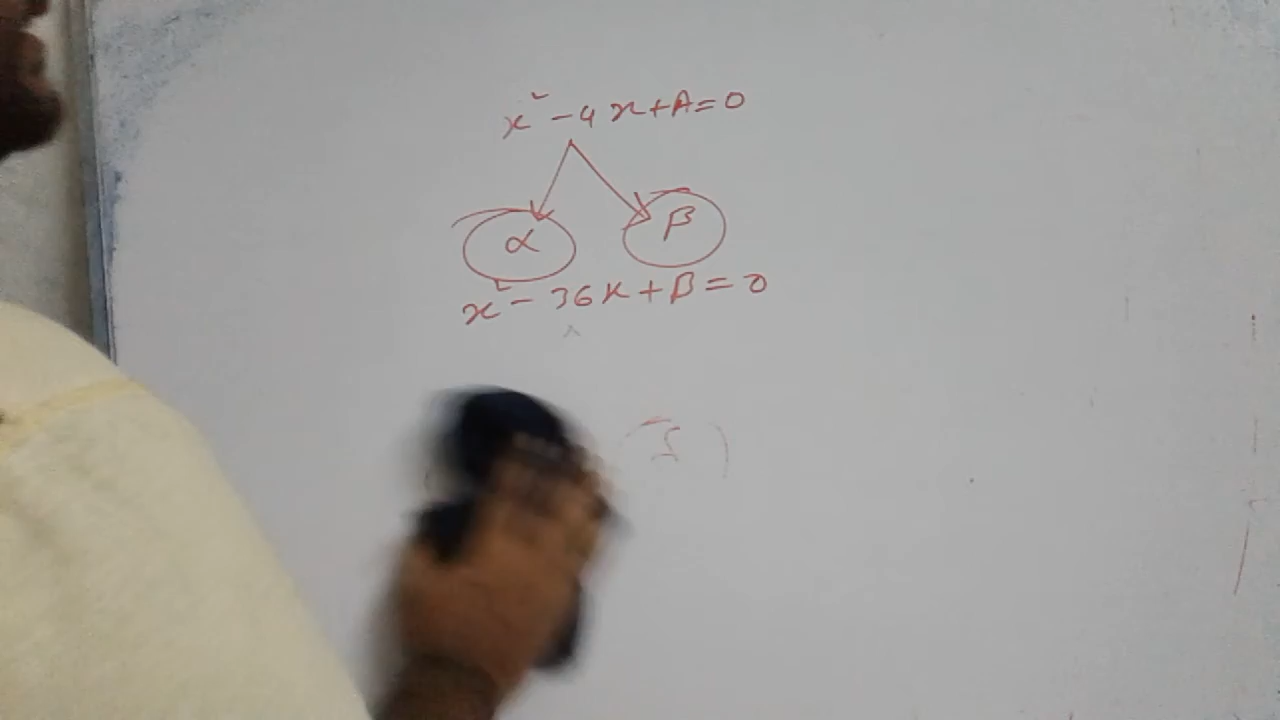 x² - 4x + A = 0
α β
x² - 36x + B = 0